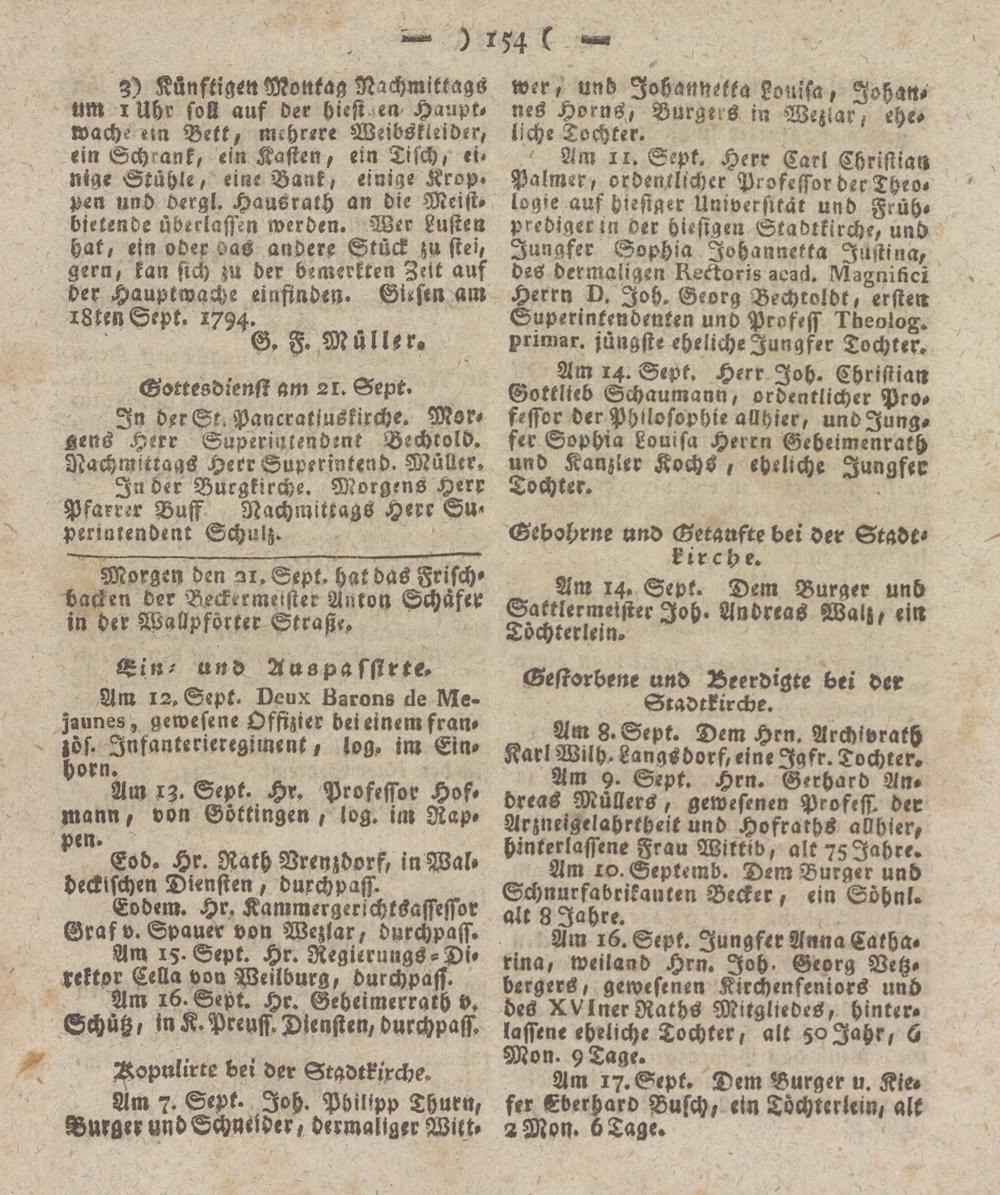 — ) 154 ( —
3) Künftigen Montag Nachmittags
um 1 Uhr soll auf der hiesigen Haupt-
wache ein Bett, mehrere Weibskleider,
ein Schrank, ein Kasten, ein Tisch, ei-
nige Stühle, eine Bank, einige Krop-
pen und dergl. Hausrath an die Meist-
bietende überlassen werden. Wer Lusten
hat, ein oder das andere Stück zu stei-
gern, kan sich zu der bemerkten Zeit auf
der Hauptwache einfinden. Giesen am
18ten Sept. 1794.
G. F. Müller.
Gottesdienst am 21. Sept.
In der St. Pancratiuskirche. Mor-
gens Herr Superintendent Bechtold.
Nachmittags Herr Superintend. Müller.
In der Burgkirche. Morgens Herr
Pfarrer Buff Nachmittags Herr Su-
perintendent Schulz.
Morgen den 21. Sept. hat das Frisch-
backen der Beckermeister Anton Schäfer
in der Wallpförter Straße.
Ein- und Auspassirte.
Am 12. Sept. Deux Barons de Me-
jaunes, gewesene Offizier bei einem fran-
zös. Infanterieregiment, log. im Ein-
horn.
Am 13. Sept. Hr. Professor Hof-
mann, von Göttingen, log. im Rap-
pen.
Eod. Hr. Rath Vrenzdorf, in Wal-
deckischen Diensten, durchpass.
Eodem. Hr. Kammergerichtsassessor
Graf v. Spauer von Wezlar, durchpass.
Am 15. Sept. Hr. Regierungs-Di-
rektor Cella von Weilburg, durchpass.
Am 16. Sept. Hr. Geheimerrath v.
Schütz, in K. Preuss. Diensten, durchpass.
Kopulirte bei der Stadtkirche.
Am 7. Sept. Joh. Philipp Thurn,
Burger und Schneider, dermaliger Witt-
wer, und Johannetta Louisa, Johan-
nes Horns, Burgers in Wezlar, ehe-
liche Tochter.
Am 11. Sept. Herr Carl Christian
Palmer, ordentlicher Professor der Theo-
logie auf hiesiger Universität und Früh-
prediger in der hiesigen Stadtkirche, und
Jungfer Sophia Johannetta Justina,
des dermaligen Rectoris acad. Magnifici
Herrn D. Joh. Georg Bechtoldt, ersten
Superintendenten und Profess Theolog.
primar. jüngste eheliche Jungfer Tochter.
Am 14. Sept. Herr Joh. Christian
Gottlieb Schaumann, ordentlicher Pro-
fessor der Philosophie allhier, und Jung-
fer Sophia Louisa Herrn Geheimenrath
und Kanzler Kochs, eheliche Jungfer
Tochter.
Gebohrne und Getaufte bei der Stadt-
kirche.
Am 14. Sept. Dem Burger und
Sattlermeister Joh. Andreas Walz, ein
Töchterlein.
Gestorbene und Beerdigte bei der
Stadtkirche.
Am 8. Sept. Dem Hrn. Archivrath
Karl Wilh. Langsdorf, eine Jgfr. Tochter.
Am 9. Sept. Hrn. Gerhard An-
dreas Müllers, gewesenen Profess. der
Arzneigelahrtheit und Hofraths allhier,
hinterlassene Frau Wittib, alt 75 Jahre.
Am 10. Septemb. Dem Burger und
Schnurfabrikanten Becker, ein Söhnl.
alt 8 Jahre.
Am 16. Sept. Jungfer Anna Catha-
rina, weiland Hrn. Joh. Georg Vetz-
bergers, gewesenen Kirchenseniors und
des XVIner Raths Mitgliedes, hinter-
lassene eheliche Tochter, alt 50 Jahr, 6
Mon. 9 Tage.
Am 17. Sept. Dem Burger u. Kie-
fer Eberhard Busch, ein Töchterlein, alt
2 Mon. 6 Tage.